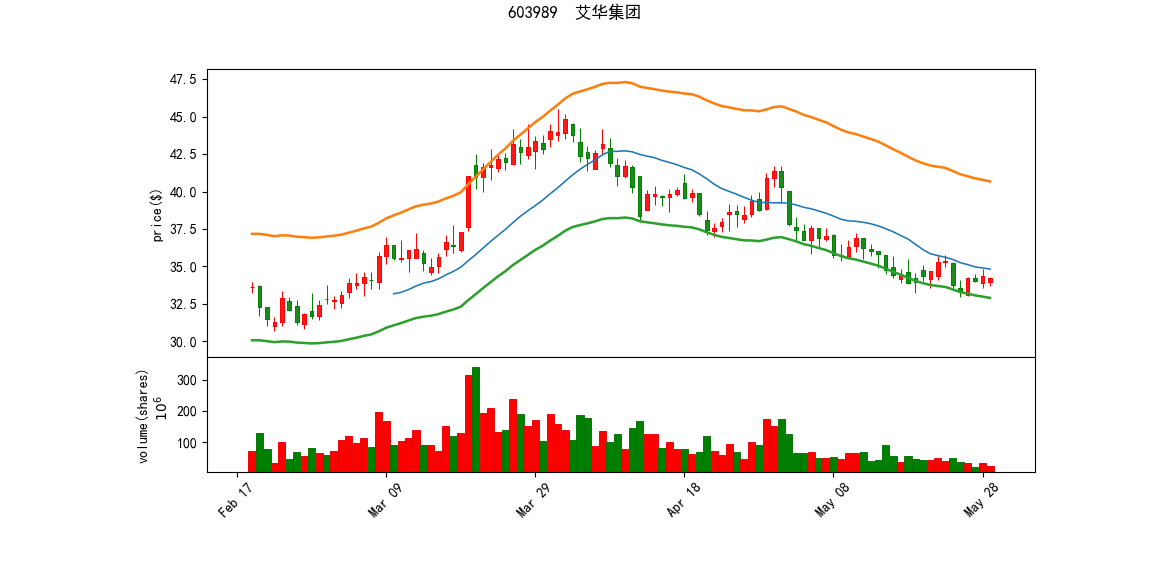 603989 艾华集团
price($)
47.5
45.0
42.5
40.0
37.5
35.0
32.5
30.0
volume(shares)
10^6
300
200
100
Feb 17
Mar 09
Mar 29
Apr 18
May 08
May 28